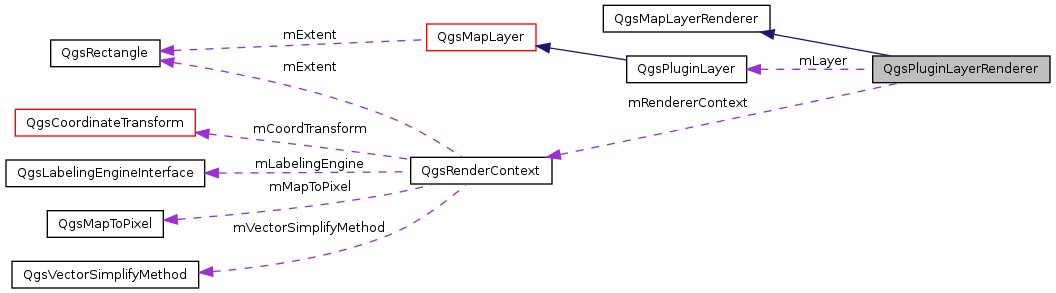 QgsMapLayerRenderer
mExtent
QgsMapLayer
QgsRectangle
mLayer
QgsPluginLayer
QgsPluginLayerRenderer
mExtent
mRendererContext
QgsCoordinateTransform
mCoordTransform
mLabelingEngine
QgsLabelingEngineInterface
QgsRenderContext
mMapToPixel
QgsMapToPixel
mVectorSimplifyMethod
QgsVectorSimplifyMethod